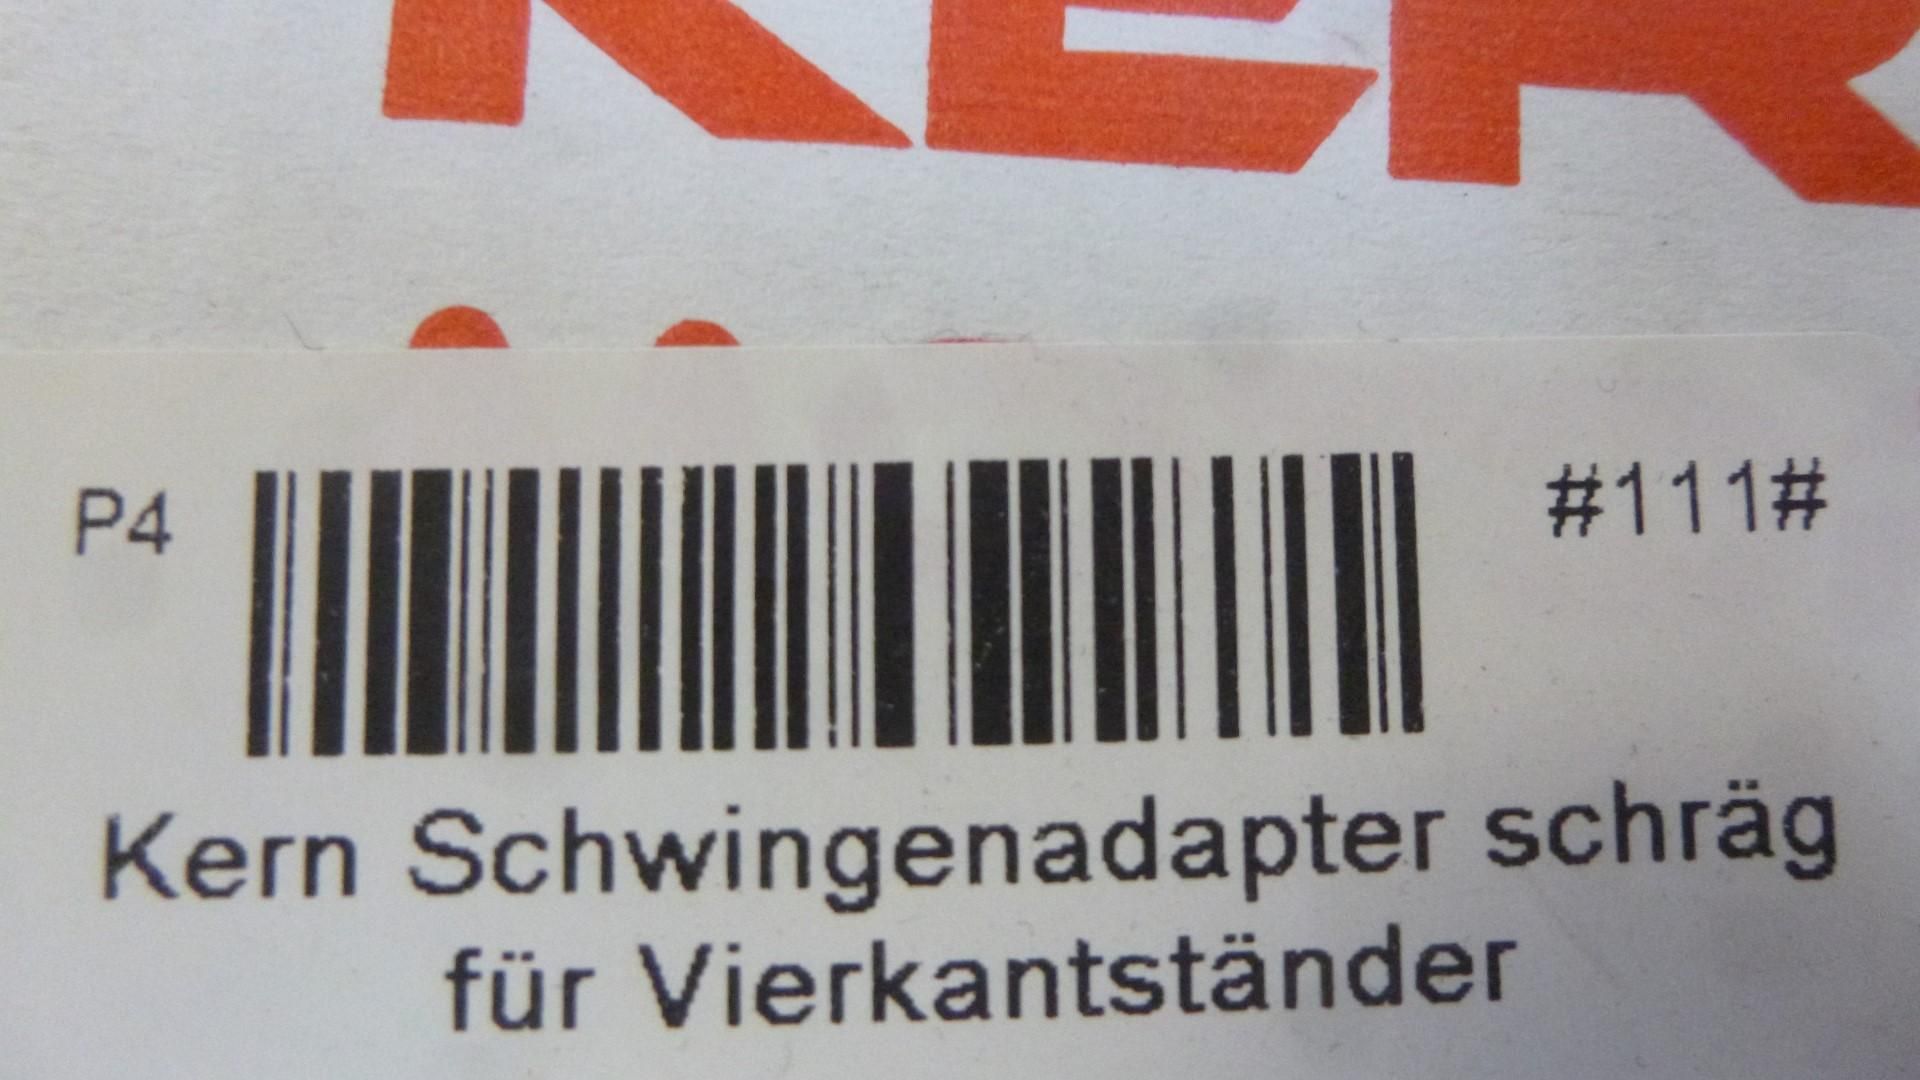 KER
P4 #111#
Kern Schwingenadapter schräg
für Vierkantständer